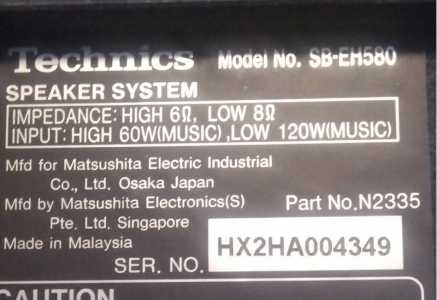 Technics Model No. SB-EH580
SPEAKER SYSTEM
IMPEDANCE: HIGH 6Ω, LOW 8Ω
INPUT: HIGH 60W(MUSIC),LOW 120W(MUSIC)
Mfd for Matsushita Electric Industrial
Co., Ltd. Osaka Japan
Mfd by Matsushita Electronics(S) Part No.N2335
Pte. Ltd. Singapore
Made in Malaysia
SER. NO. HX2HA004349
CAUTION